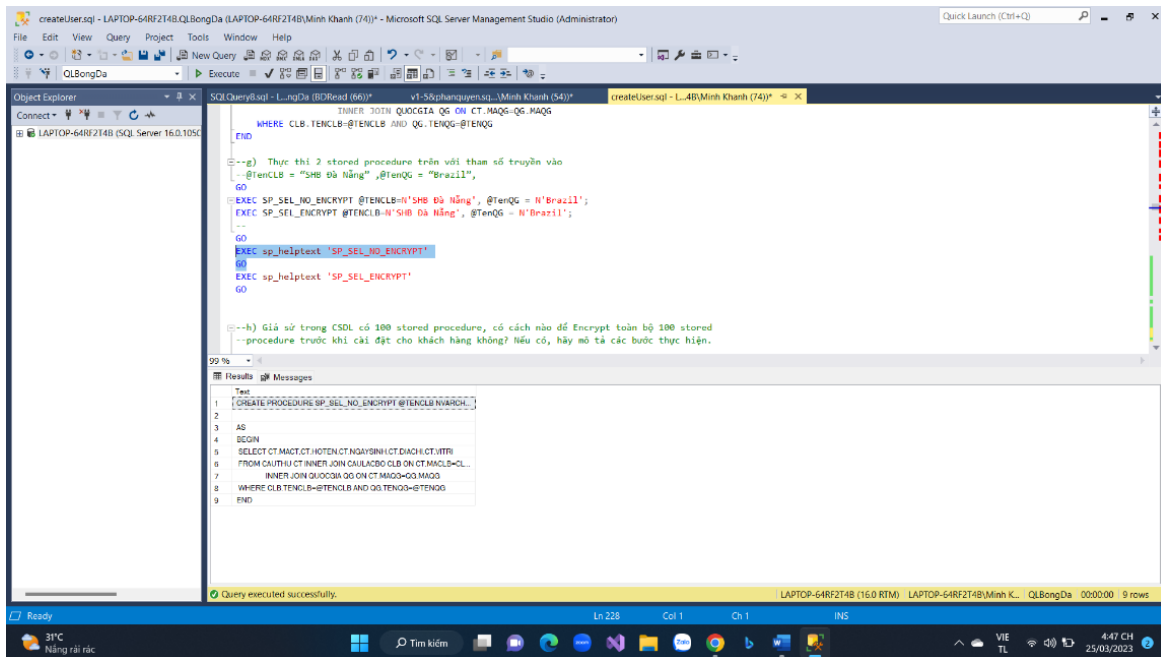 createUser.sql - LAPTOP-64RF2T4B.QLBongDa (LAPTOP-64RF2T4B\Minh Khanh (74))* - Microsoft SQL Server Management Studio (Administrator)
Quick Launch (Ctrl+Q)
File Edit View Query Project Tools Window Help
New Query
QLBongDa
Execute
Object Explorer
SQLQuery8.sql - L...ngDa (BDRead (66))*
v1-5&phanquyen.sq...\Minh Khanh (54))*
createUser.sql - L...4B\Minh Khanh (74))*
Connect
LAPTOP-64RF2T4B (SQL Server 16.0.105C
INNER JOIN QUOCGIA QG ON CT.MAQG=QG.MAQG
WHERE CLB.TENCLB=@TENCLB AND QG.TENQG=@TENQG
END
--g) Thực thi 2 stored procedure trên với tham số truyền vào
--@TenCLB = “SHB Đà Nẵng” ,@TenQG = “Brazil”,
GO
EXEC SP_SEL_NO_ENCRYPT @TENCLB=N'SHB Đà Nẵng', @TenQG = N'Brazil';
EXEC SP_SEL_ENCRYPT @TENCLB=N'SHB Đà Nẵng', @TenQG = N'Brazil';
--
GO
EXEC sp_helptext 'SP_SEL_NO_ENCRYPT'
GO
EXEC sp_helptext 'SP_SEL_ENCRYPT'
GO
--h) Giả sử trong CSDL có 100 stored procedure, có cách nào để Encrypt toàn bộ 100 stored
--procedure trước khi cài đặt cho khách hàng không? Nếu có, hãy mô tả các bước thực hiện.
99 %
Results Messages
Text
1 CREATE PROCEDURE SP_SEL_NO_ENCRYPT @TENCLB NVARCH...
2
3 AS
4 BEGIN
5 SELECT CT.MACT,CT.HOTEN,CT.NGAYSINH,CT.DIACHI,CT.VITRI
6 FROM CAUTHU CT INNER JOIN CAULACBO CLB ON CT.MACLB=CL...
7 INNER JOIN QUOCGIA QG ON CT.MAQG=QG.MAQG
8 WHERE CLB.TENCLB=@TENCLB AND QG.TENQG=@TENQG
9 END
Query executed successfully.
LAPTOP-64RF2T4B (16.0 RTM) LAPTOP-64RF2T4B\Minh K... QLBongDa 00:00:00 9 rows
Ready
Ln 228 Col 1 Ch 1 INS
31°C
Nắng rải rác
Tìm kiếm
Zalo
VIE
TL
4:47 CH
25/03/2023
2